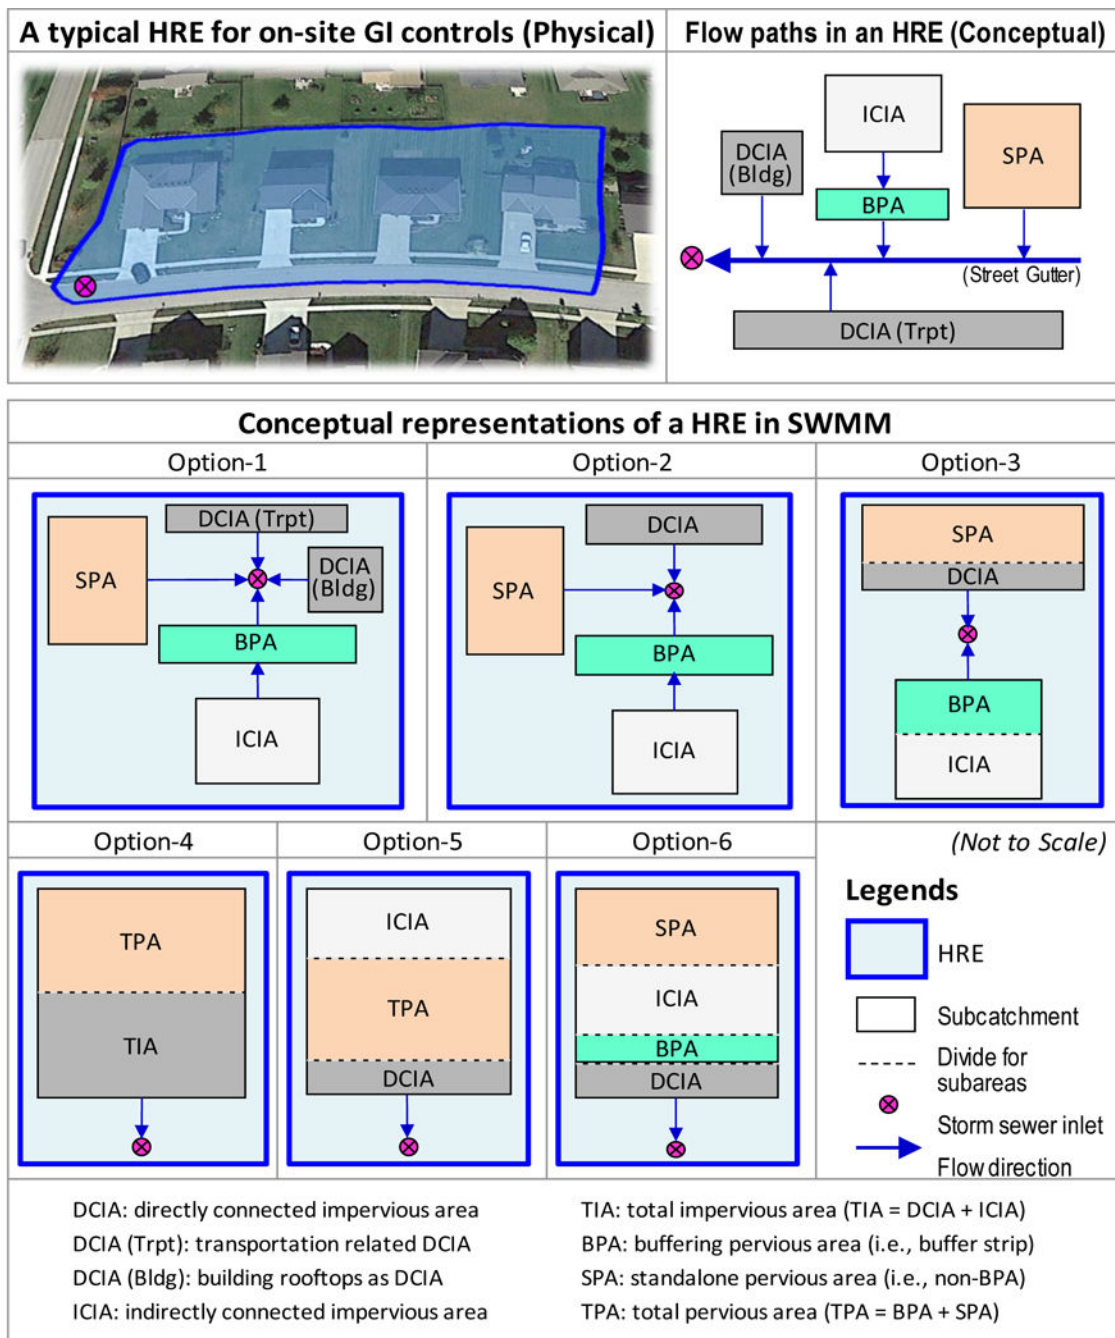 A typical HRE for on-site GI controls (Physical)
Flow paths in an HRE (Conceptual)
ICIA
DCIA
(Bldg)
SPA
BPA
(Street Gutter)
DCIA (Trpt)
Conceptual representations of a HRE in SWMM
Option-1
Option-2
Option-3
DCIA (Trpt)
SPA
DCIA
(Bldg)
BPA
ICIA
DCIA
SPA
BPA
ICIA
SPA
DCIA
BPA
ICIA
Option-4
Option-5
Option-6
(Not to Scale)
TPA
TIA
ICIA
TPA
DCIA
SPA
ICIA
BPA
DCIA
Legends
HRE
Subcatchment
Divide for
subareas
Storm sewer inlet
Flow direction
DCIA: directly connected impervious area
DCIA (Trpt): transportation related DCIA
DCIA (Bldg): building rooftops as DCIA
ICIA: indirectly connected impervious area
TIA: total impervious area (TIA = DCIA + ICIA)
BPA: buffering pervious area (i.e., buffer strip)
SPA: standalone pervious area (i.e., non-BPA)
TPA: total pervious area (TPA = BPA + SPA)